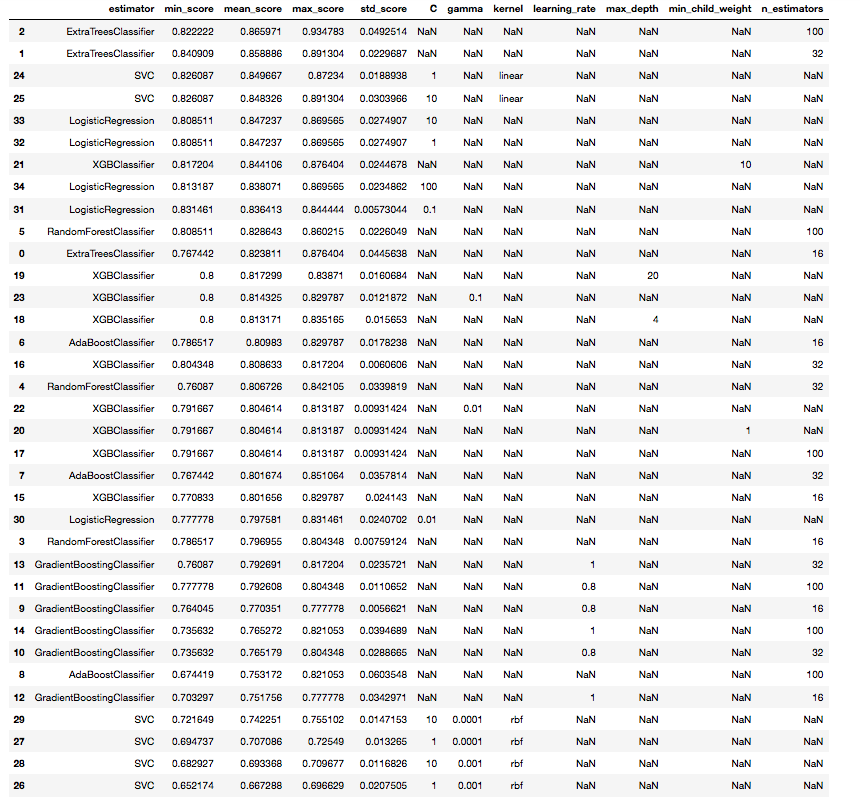 estimator min_score mean_score max_score std_score C gamma kernel learning_rate max_depth min_child_weight n_estimators
2 ExtraTreesClassifier 0.822222 0.865971 0.934783 0.0492514 NaN NaN NaN NaN NaN NaN 100
1 ExtraTreesClassifier 0.840909 0.858886 0.891304 0.0229687 NaN NaN NaN NaN NaN NaN 32
24 SVC 0.826087 0.849667 0.87234 0.0188938 1 NaN linear NaN NaN NaN NaN
25 SVC 0.826087 0.848326 0.891304 0.0303966 10 NaN linear NaN NaN NaN NaN
33 LogisticRegression 0.808511 0.847237 0.869565 0.0274907 10 NaN NaN NaN NaN NaN NaN
32 LogisticRegression 0.808511 0.847237 0.869565 0.0274907 1 NaN NaN NaN NaN NaN NaN
21 XGBClassifier 0.817204 0.844106 0.876404 0.0244678 NaN NaN NaN NaN NaN 10 NaN
34 LogisticRegression 0.813187 0.838071 0.869565 0.0234862 100 NaN NaN NaN NaN NaN NaN
31 LogisticRegression 0.831461 0.836413 0.844444 0.00573044 0.1 NaN NaN NaN NaN NaN NaN
5 RandomForestClassifier 0.808511 0.828643 0.860215 0.0226049 NaN NaN NaN NaN NaN NaN 100
0 ExtraTreesClassifier 0.767442 0.823811 0.876404 0.0445638 NaN NaN NaN NaN NaN NaN 16
19 XGBClassifier 0.8 0.817299 0.83871 0.0160684 NaN NaN NaN NaN 20 NaN NaN
23 XGBClassifier 0.8 0.814325 0.829787 0.0121872 NaN 0.1 NaN NaN NaN NaN NaN
18 XGBClassifier 0.8 0.813171 0.835165 0.015653 NaN NaN NaN NaN 4 NaN NaN
6 AdaBoostClassifier 0.786517 0.80983 0.829787 0.0178238 NaN NaN NaN NaN NaN NaN 16
16 XGBClassifier 0.804348 0.808633 0.817204 0.0060606 NaN NaN NaN NaN NaN NaN 32
4 RandomForestClassifier 0.76087 0.806726 0.842105 0.0339819 NaN NaN NaN NaN NaN NaN 32
22 XGBClassifier 0.791667 0.804614 0.813187 0.00931424 NaN 0.01 NaN NaN NaN NaN NaN
20 XGBClassifier 0.791667 0.804614 0.813187 0.00931424 NaN NaN NaN NaN NaN 1 NaN
17 XGBClassifier 0.791667 0.804614 0.813187 0.00931424 NaN NaN NaN NaN NaN NaN 100
7 AdaBoostClassifier 0.767442 0.801674 0.851064 0.0357814 NaN NaN NaN NaN NaN NaN 32
15 XGBClassifier 0.770833 0.801656 0.829787 0.024143 NaN NaN NaN NaN NaN NaN 16
30 LogisticRegression 0.777778 0.797581 0.831461 0.0240702 0.01 NaN NaN NaN NaN NaN NaN
3 RandomForestClassifier 0.786517 0.796955 0.804348 0.00759124 NaN NaN NaN NaN NaN NaN 16
13 GradientBoostingClassifier 0.76087 0.792691 0.817204 0.0235721 NaN NaN NaN 1 NaN NaN 32
11 GradientBoostingClassifier 0.777778 0.792608 0.804348 0.0110652 NaN NaN NaN 0.8 NaN NaN 100
9 GradientBoostingClassifier 0.764045 0.770351 0.777778 0.0056621 NaN NaN NaN 0.8 NaN NaN 16
14 GradientBoostingClassifier 0.735632 0.765272 0.821053 0.0394689 NaN NaN NaN 1 NaN NaN 100
10 GradientBoostingClassifier 0.735632 0.765179 0.804348 0.0288665 NaN NaN NaN 0.8 NaN NaN 32
8 AdaBoostClassifier 0.674419 0.753172 0.821053 0.0603548 NaN NaN NaN NaN NaN NaN 100
12 GradientBoostingClassifier 0.703297 0.751756 0.777778 0.0342971 NaN NaN NaN 1 NaN NaN 16
29 SVC 0.721649 0.742251 0.755102 0.0147153 10 0.0001 rbf NaN NaN NaN NaN
27 SVC 0.694737 0.707086 0.72549 0.013265 1 0.0001 rbf NaN NaN NaN NaN
28 SVC 0.682927 0.693368 0.709677 0.0116826 10 0.001 rbf NaN NaN NaN NaN
26 SVC 0.652174 0.667288 0.696629 0.0207505 1 0.001 rbf NaN NaN NaN NaN